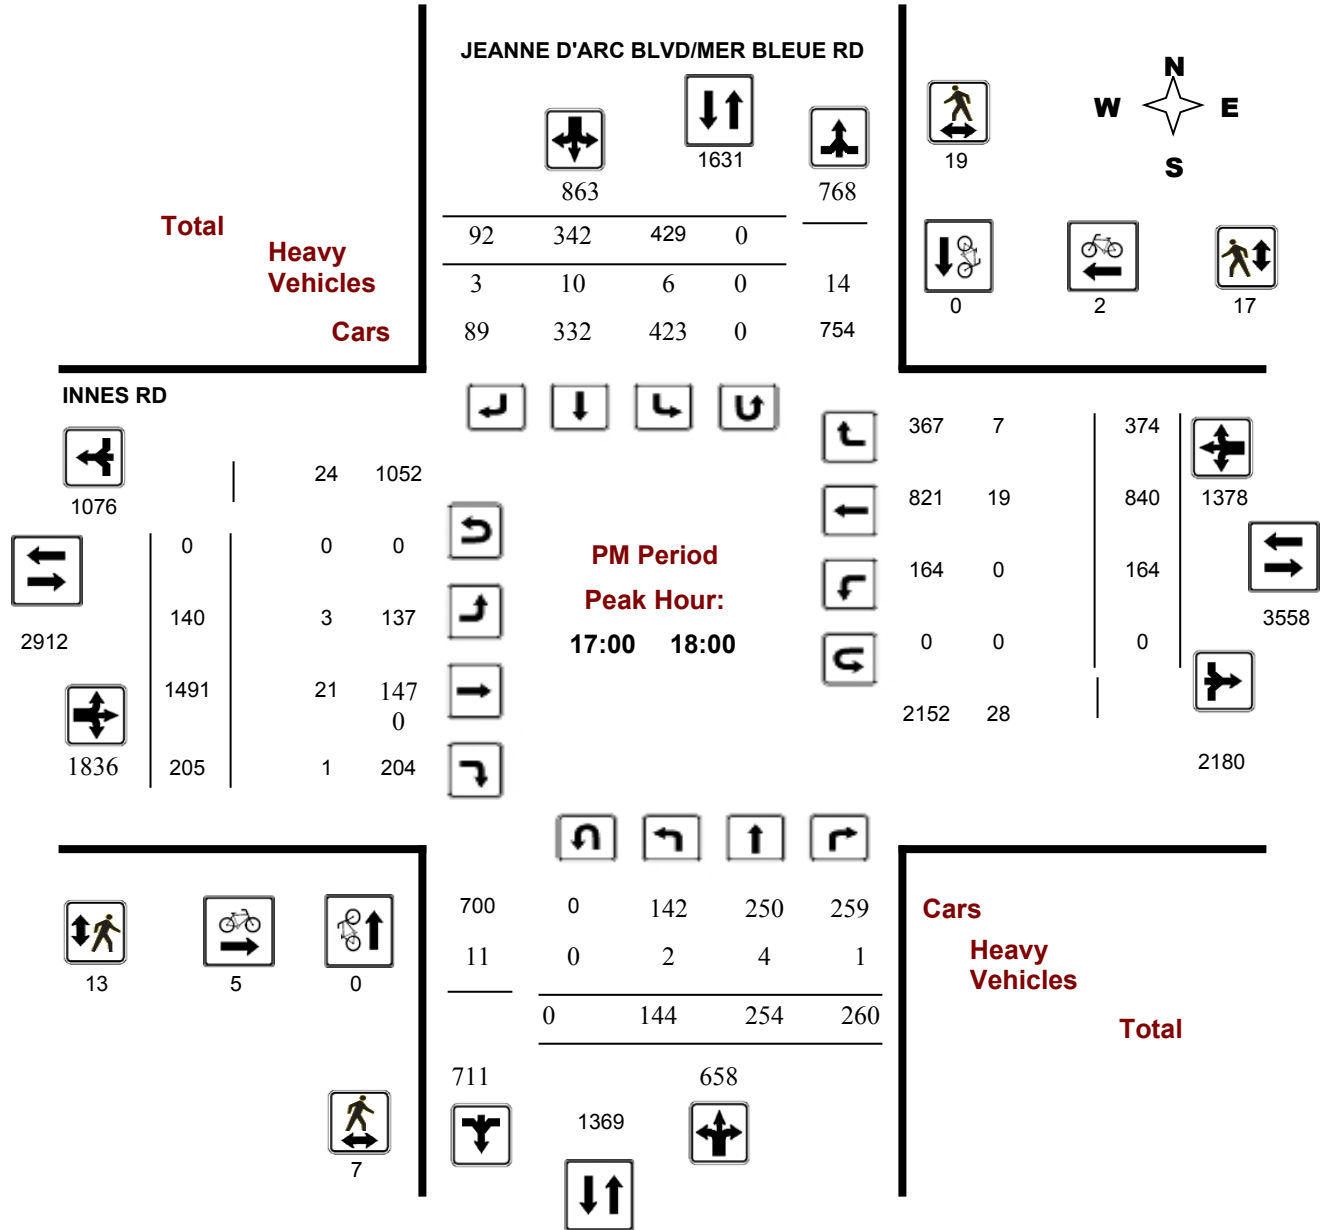 JEANNE D'ARC BLVD/MER BLEUE RD
N
W E
S
1631
19
863
768
Total
92 342 429 0
Heavy
Vehicles
3 10 6 0 14
0 2 17
Cars
89 332 423 0 754
INNES RD
367 7 374
24 1052
1076
821 19 840 1378
0 0 0
PM Period
164 0 164
140 3 137
Peak Hour:
3558
2912
17:00 18:00
0 0 0
1491 21 147
0
2152 28
1836 205 1 204
2180
700 0 142 250 259
Cars
11 0 2 4 1
Heavy
Vehicles
13 5 0
0 144 254 260
Total
711 658
1369
7